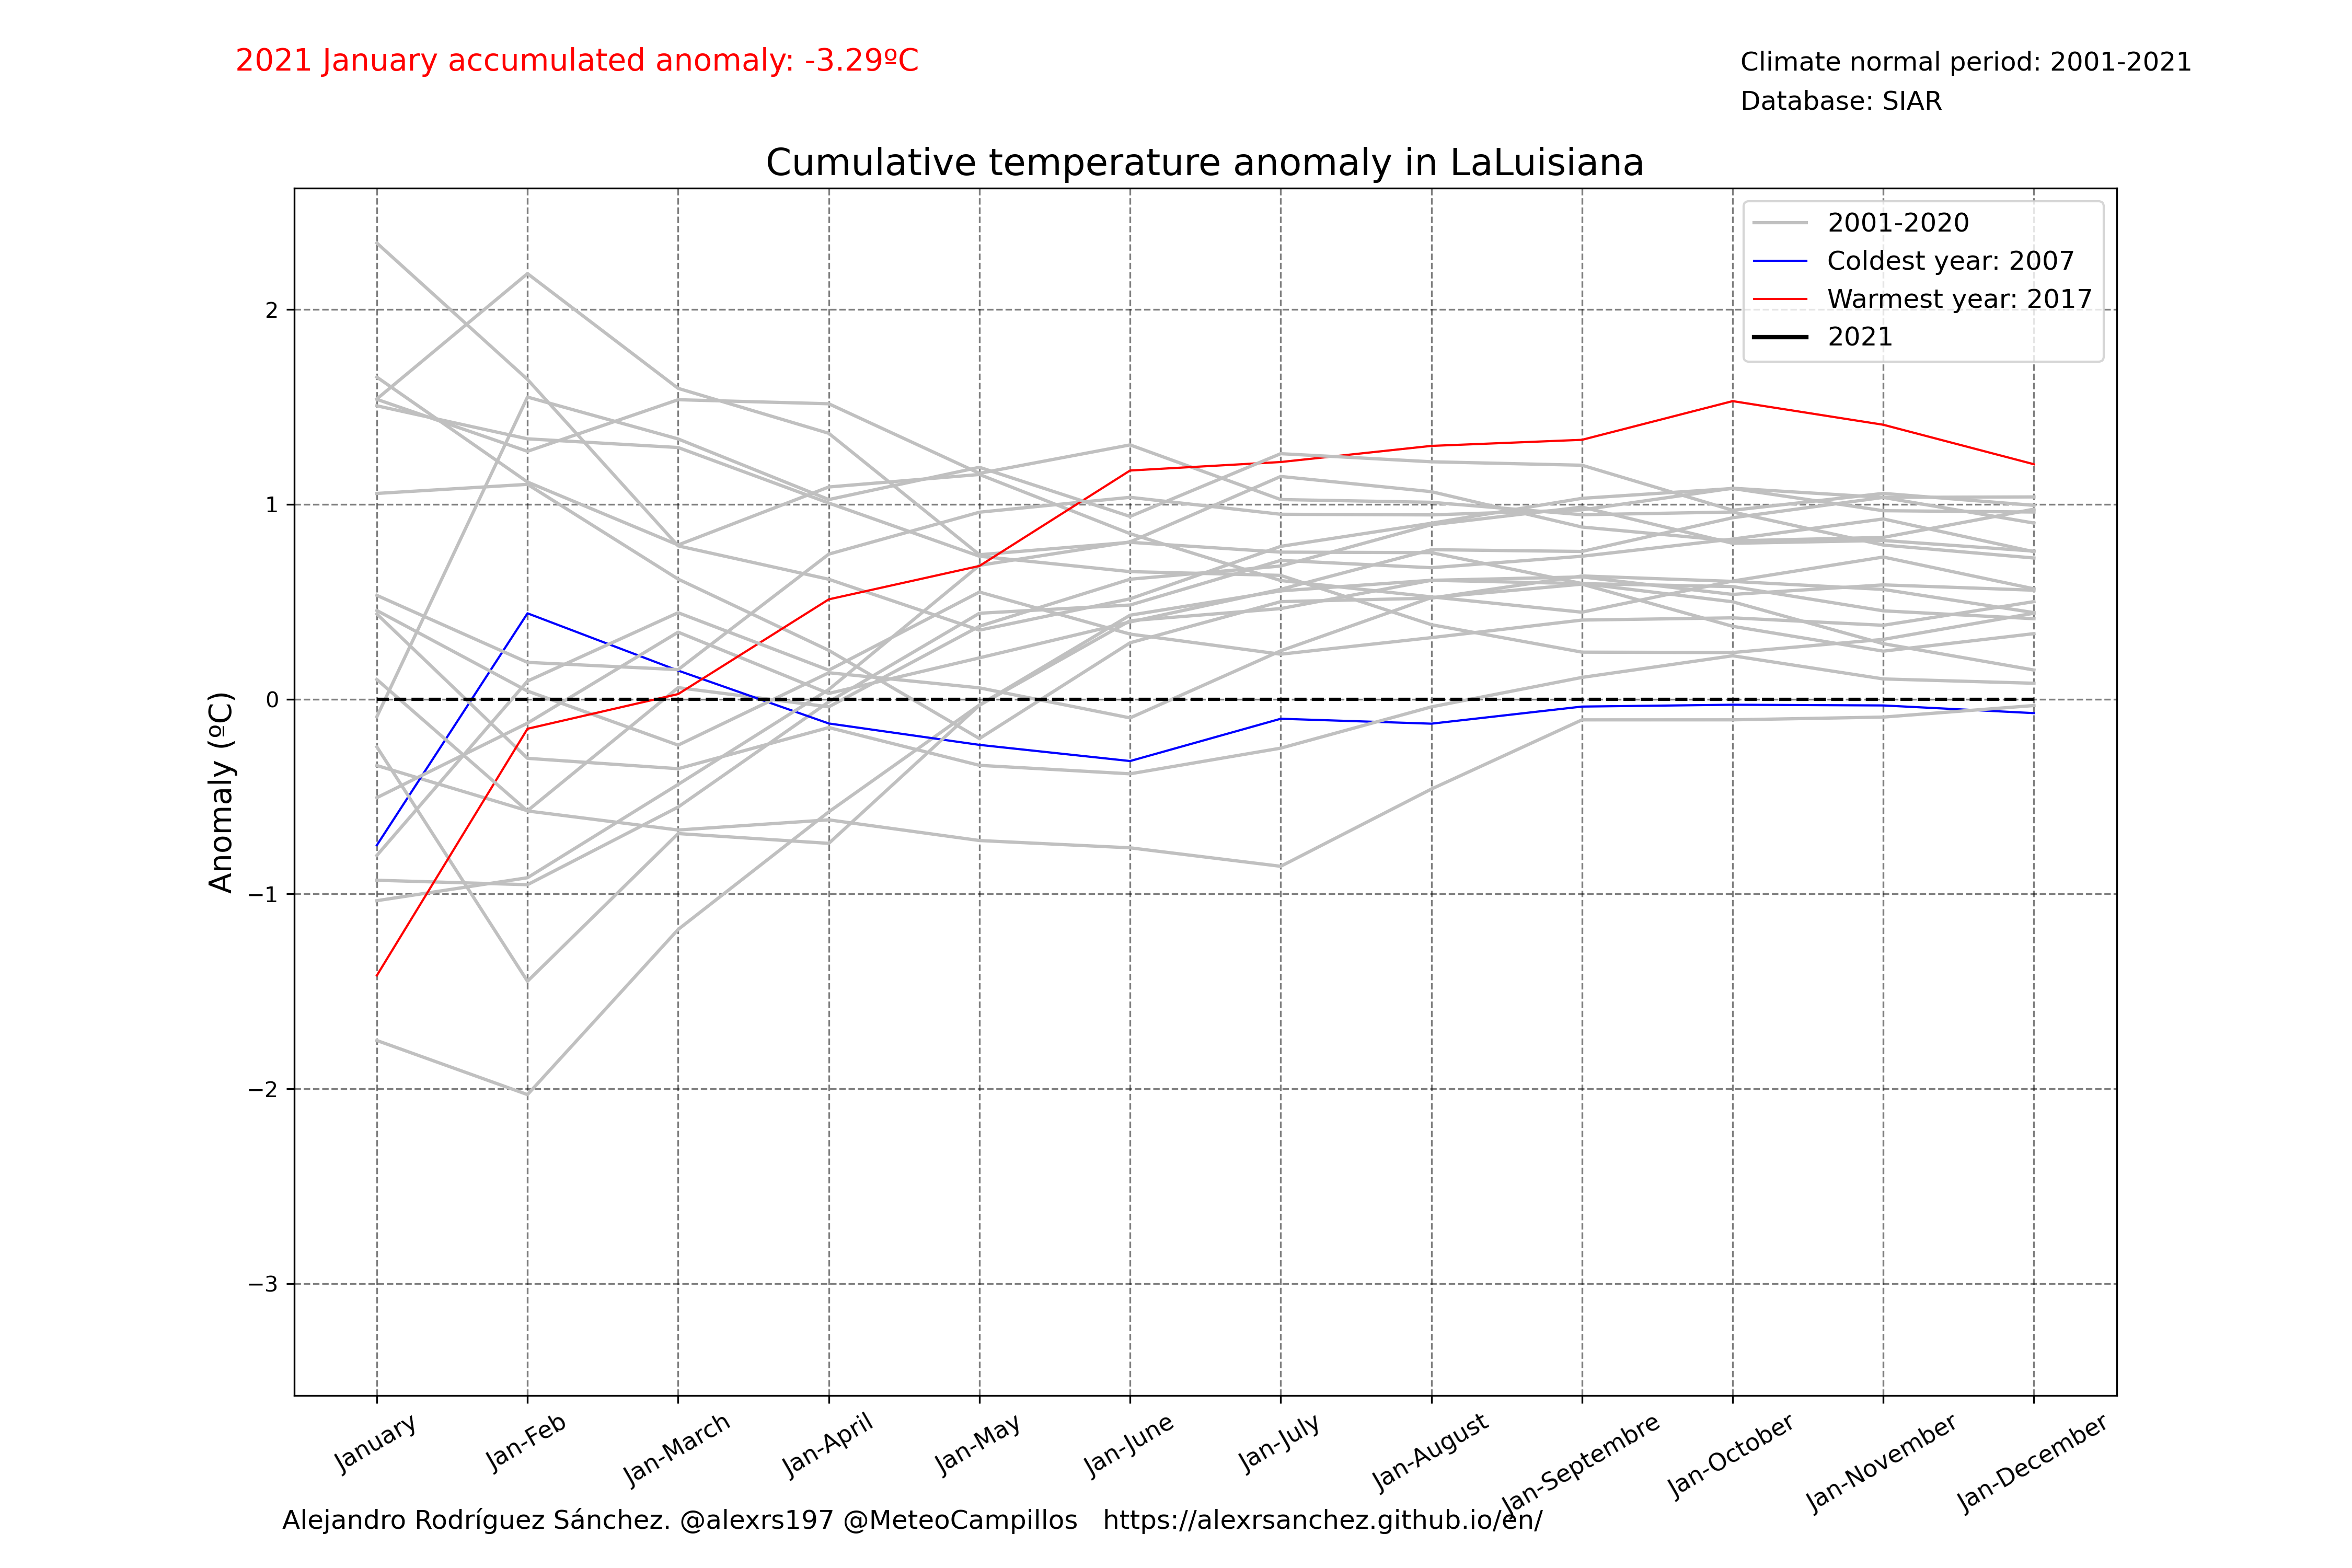 2021 January accumulated anomaly: -3.29ºC
Climate normal period: 2001-2021
Database: SIAR
Cumulative temperature anomaly in LaLuisiana
2001-2020
Coldest year: 2007
Warmest year: 2017
2021
Anomaly (ºC)
2
1
0
−1
−2
−3
January
Jan-Feb
Jan-March
Jan-April
Jan-May
Jan-June
Jan-July
Jan-August
Jan-Septembre
Jan-October
Jan-November
Jan-December
Alejandro Rodríguez Sánchez. @alexrs197 @MeteoCampillos   https://alexrsanchez.github.io/en/